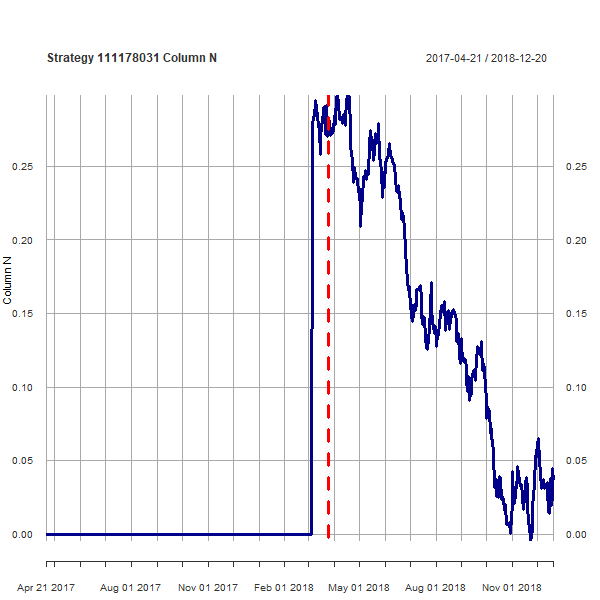 Strategy 111178031 Column N
2017-04-21 / 2018-12-20
0.25
0.20
0.15
0.10
0.05
0.00
Column N
0.25
0.20
0.15
0.10
0.05
0.00
Apr 21 2017
Aug 01 2017
Nov 01 2017
Feb 01 2018
May 01 2018
Aug 01 2018
Nov 01 2018